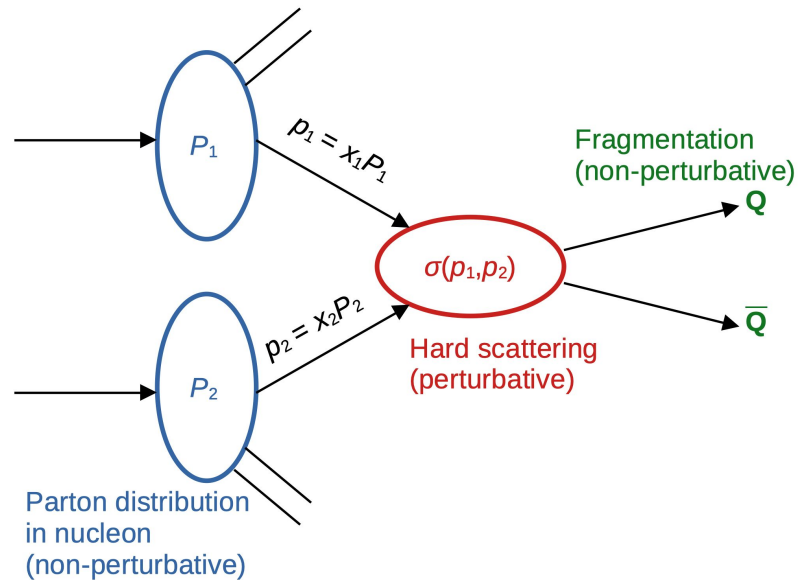 P₁
p₁ = x₁P₁
Fragmentation
(non-perturbative)
Q
σ(p₁,p₂)
Q̅
p₂ = x₂P₂
Hard scattering
(perturbative)
P₂
Parton distribution
in nucleon
(non-perturbative)